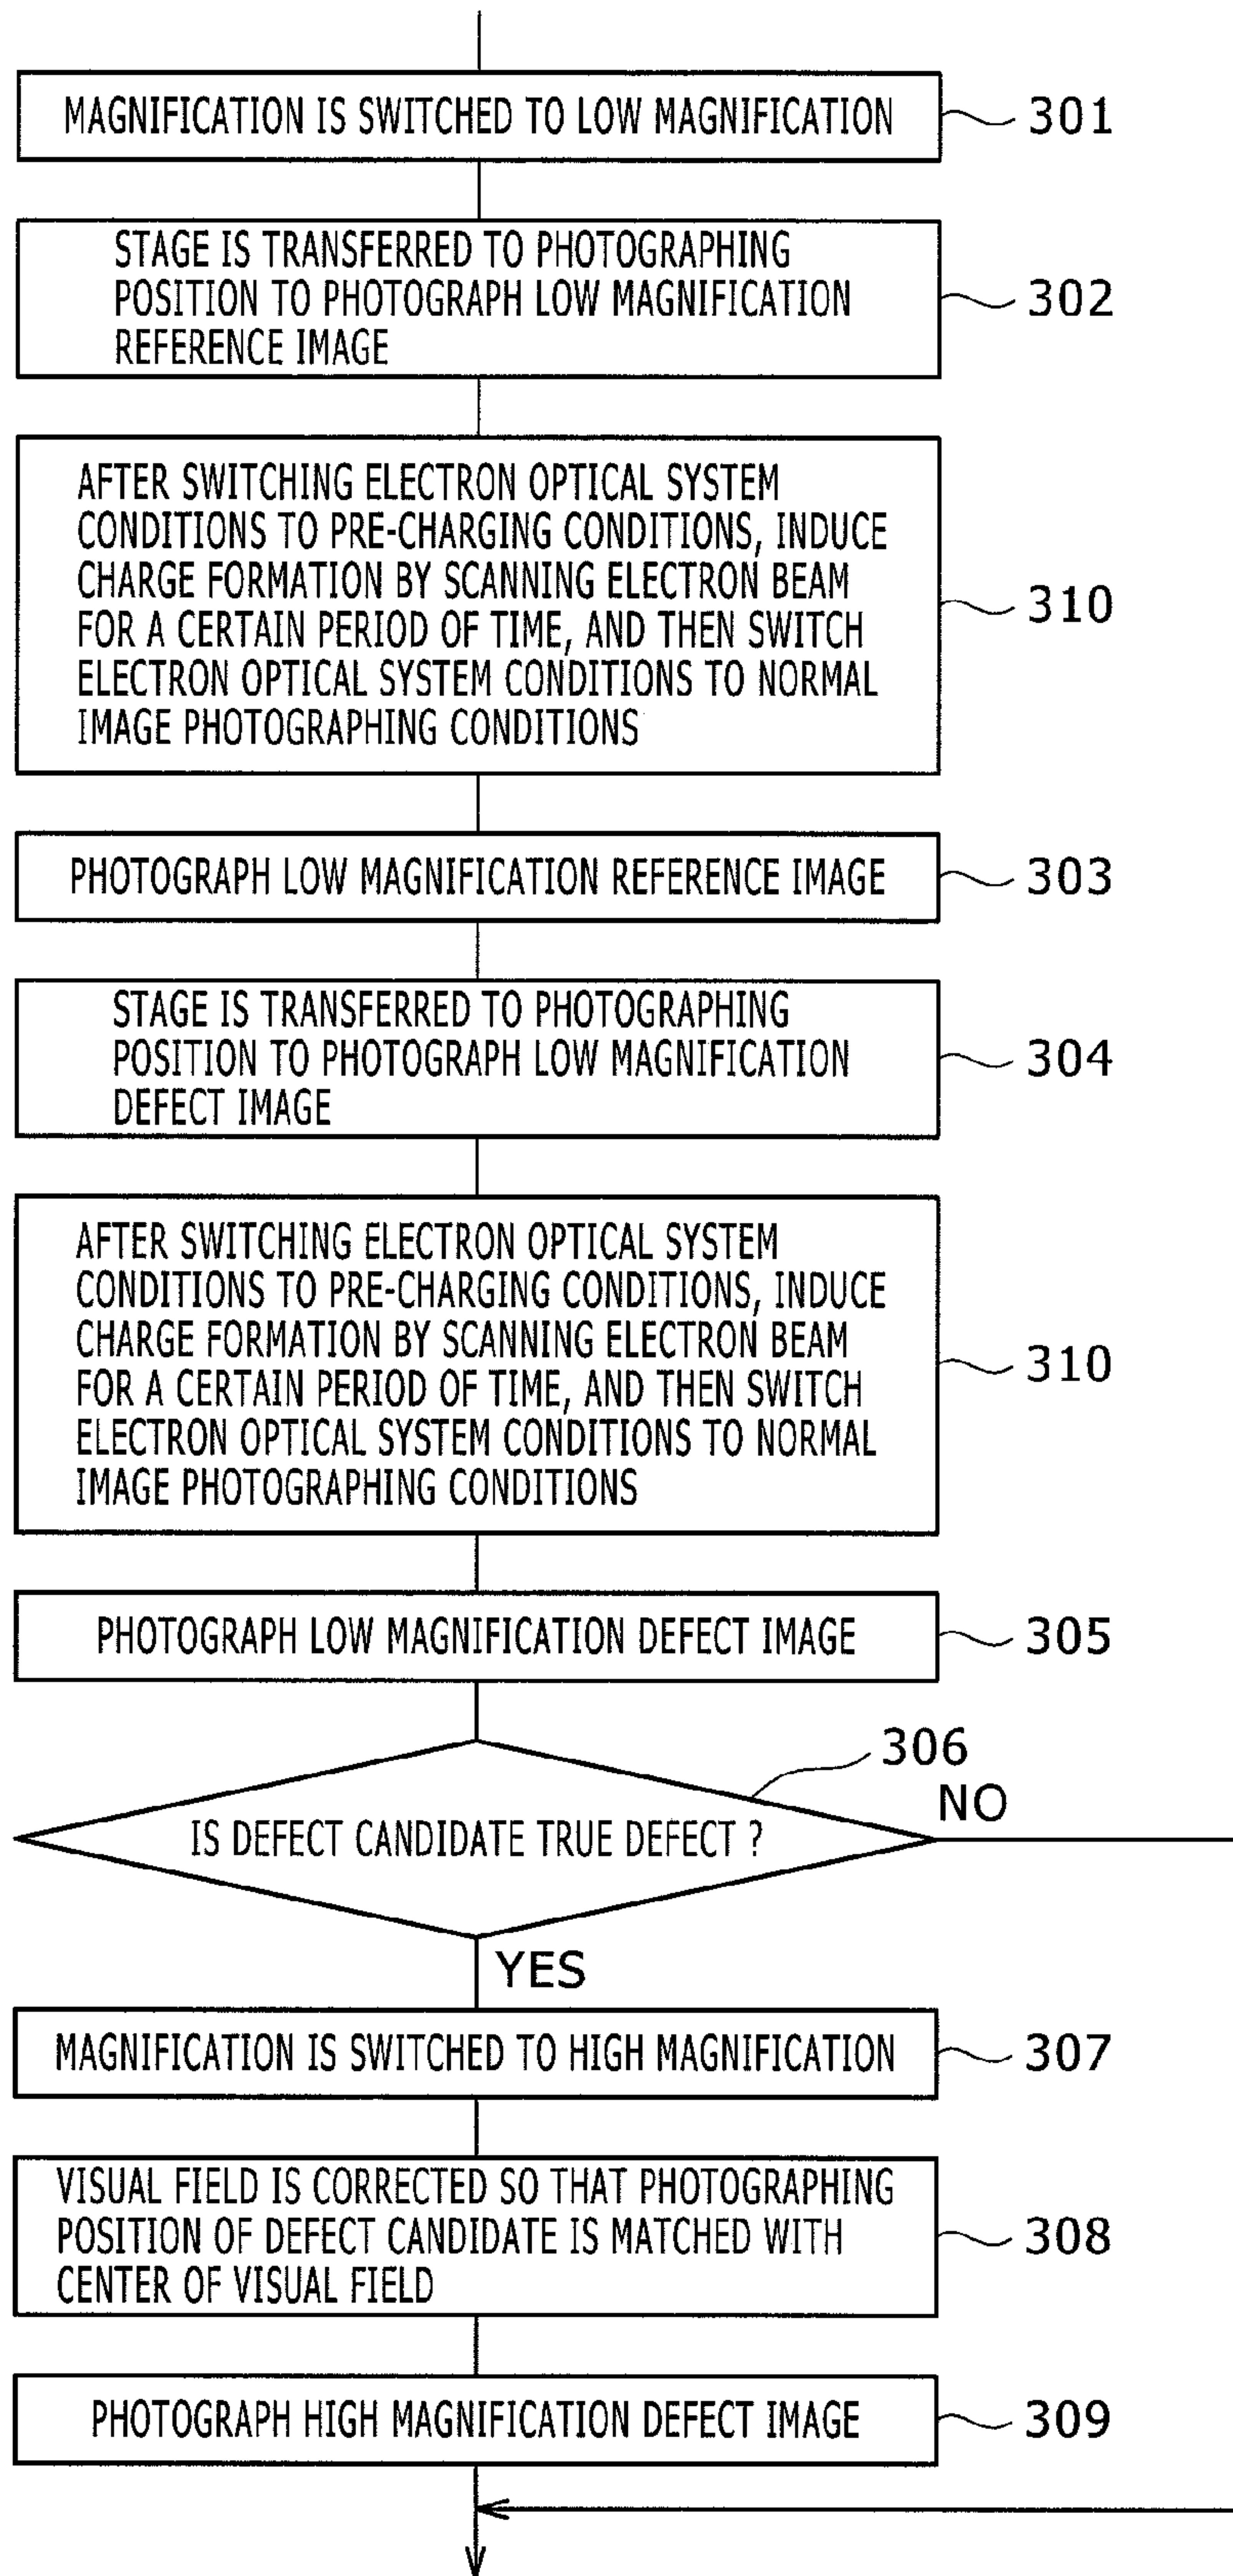 MAGNIFICATION IS SWITCHED TO LOW MAGNIFICATION
301
STAGE IS TRANSFERRED TO PHOTOGRAPHING
POSITION TO PHOTOGRAPH LOW MAGNIFICATION
REFERENCE IMAGE
302
AFTER SWITCHING ELECTRON OPTICAL SYSTEM
CONDITIONS TO PRE-CHARGING CONDITIONS, INDUCE
CHARGE FORMATION BY SCANNING ELECTRON BEAM
FOR A CERTAIN PERIOD OF TIME, AND THEN SWITCH
ELECTRON OPTICAL SYSTEM CONDITIONS TO NORMAL
IMAGE PHOTOGRAPHING CONDITIONS
310
PHOTOGRAPH LOW MAGNIFICATION REFERENCE IMAGE
303
STAGE IS TRANSFERRED TO PHOTOGRAPHING
POSITION TO PHOTOGRAPH LOW MAGNIFICATION
DEFECT IMAGE
304
AFTER SWITCHING ELECTRON OPTICAL SYSTEM
CONDITIONS TO PRE-CHARGING CONDITIONS, INDUCE
CHARGE FORMATION BY SCANNING ELECTRON BEAM
FOR A CERTAIN PERIOD OF TIME, AND THEN SWITCH
ELECTRON OPTICAL SYSTEM CONDITIONS TO NORMAL
IMAGE PHOTOGRAPHING CONDITIONS
310
PHOTOGRAPH LOW MAGNIFICATION DEFECT IMAGE
305
306
NO
IS DEFECT CANDIDATE TRUE DEFECT ?
YES
MAGNIFICATION IS SWITCHED TO HIGH MAGNIFICATION
307
VISUAL FIELD IS CORRECTED SO THAT PHOTOGRAPHING
POSITION OF DEFECT CANDIDATE IS MATCHED WITH
CENTER OF VISUAL FIELD
308
PHOTOGRAPH HIGH MAGNIFICATION DEFECT IMAGE
309